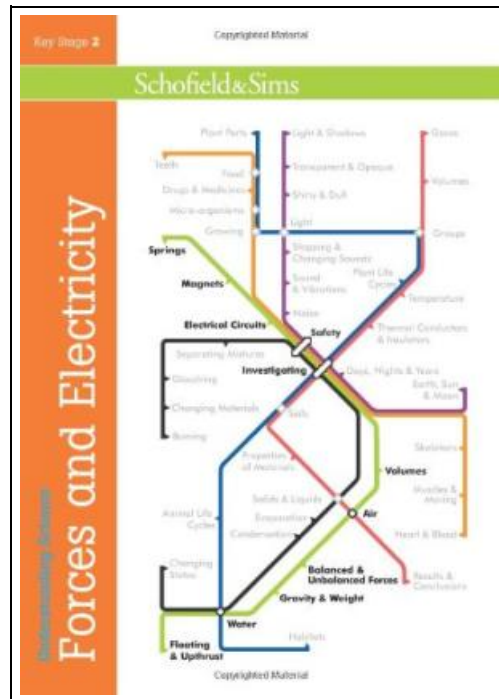 Key Stage 2
Copyrighted Material
Schofield&Sims
Understanding Science
Forces and Electricity
Plant Parts
Light & Shadows
Gases
Teeth
Food
Transparent & Opaque
Volumes
Drugs & Medicines
Shiny & Dull
Micro-organisms
Light
Growing
Groups
Springs
Stopping &
Changing Sounds
Plant Life
Cycles
Magnets
Sound
& Vibrations
Temperature
Noise
Electrical Circuits
Safety
Thermal Conductors
& Insulators
Separating Mixtures
Investigating
Days, Nights & Years
Dissolving
Earth, Sun
& Moon
Changing Materials
Soils
Burning
Skeletons
Properties
of Materials
Volumes
Muscles &
Moving
Animal Life
Cycles
Solids & Liquids
Air
Evaporation
Condensation
Heart & Blood
Changing
States
Balanced &
Unbalanced Forces
Results &
Conclusions
Gravity & Weight
Water
Floating
& Upthrust
Habitats
Copyrighted Material